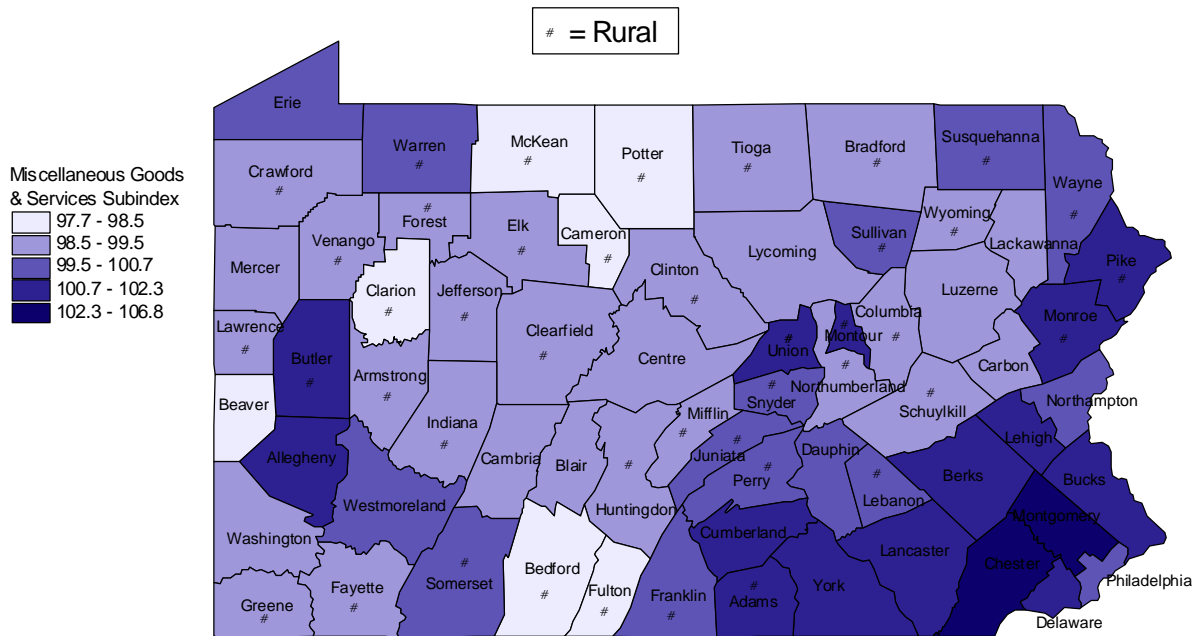 # = Rural
Miscellaneous Goods
& Services Subindex
97.7 - 98.5
98.5 - 99.5
99.5 - 100.7
100.7 - 102.3
102.3 - 106.8
Erie
Warren
#
McKean
#
Potter
#
Tioga
#
Bradford
#
Susquehanna
#
Wayne
#
Crawford
#
Forest
#
Elk
#
Cameron
#
Sullivan
#
Wyoming
#
Lackawanna
Pike
#
Mercer
Venango
#
Clarion
#
Jefferson
#
Clinton
#
Lycoming
Columbia
#
Luzerne
Monroe
#
Lawrence
#
Butler
#
Armstrong
#
Clearfield
#
Centre
Union
#
Montour
#
Northumberland
#
Carbon
Beaver
Indiana
#
Mifflin
#
Snyder
#
Schuylkill
#
Northampton
Allegheny
Westmoreland
Cambria
Blair
Huntingdon
#
Juniata
#
Perry
#
Dauphin
Lebanon
#
Berks
Lehigh
Bucks
Washington
Somerset
#
Bedford
#
Fulton
#
Franklin
#
Cumberland
Adams
#
York
Lancaster
Chester
Montgomery
Philadelphia
Greene
#
Fayette
#
Delaware